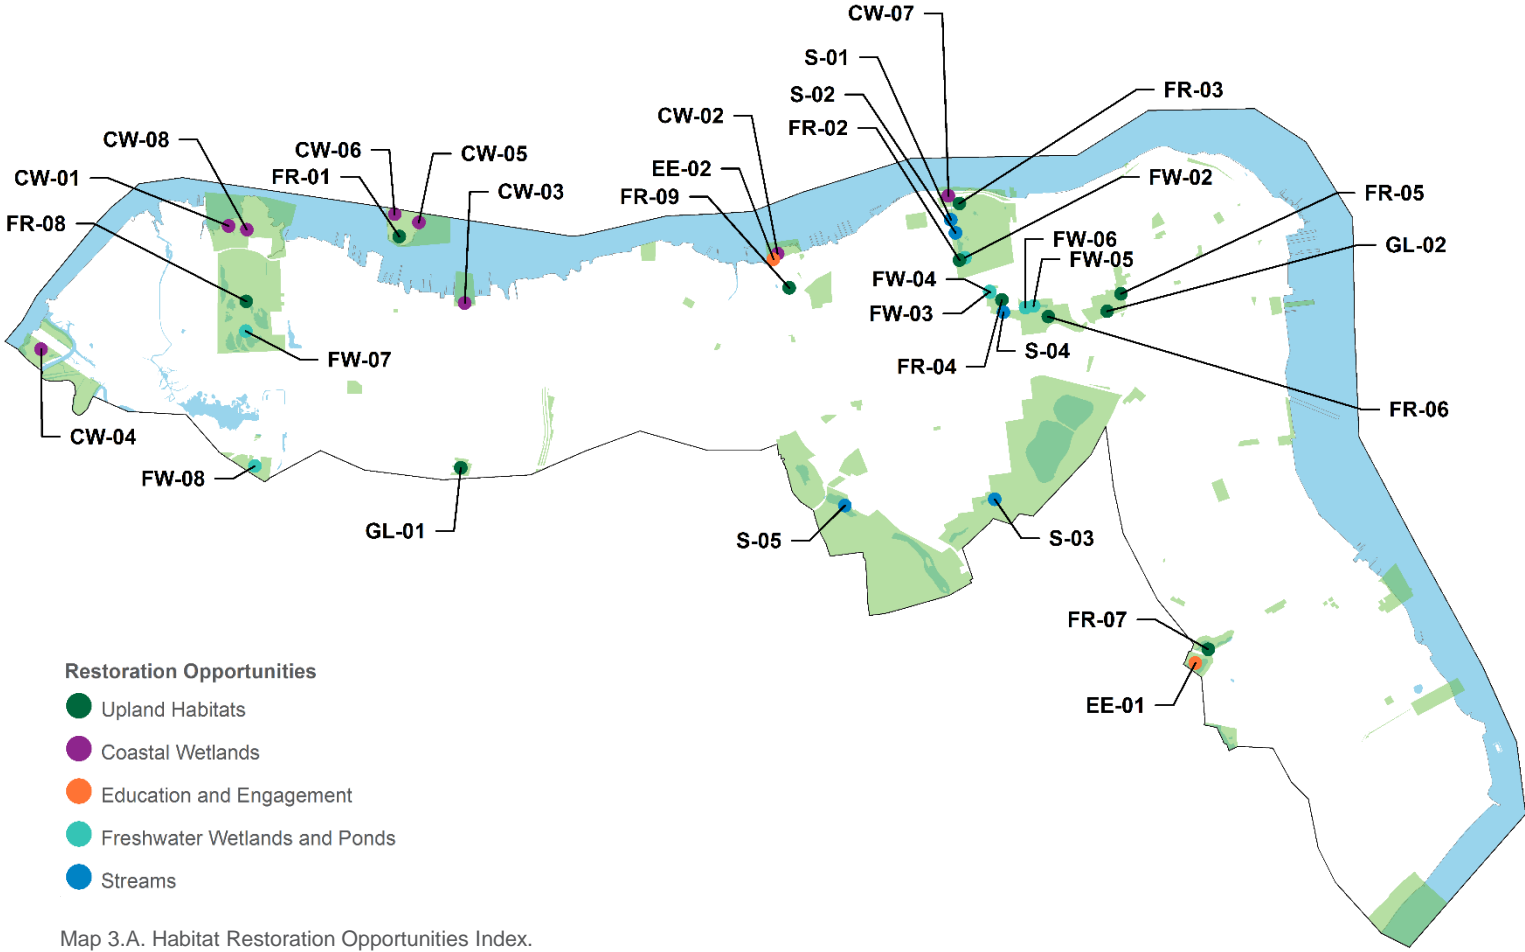 CW-07
S-01
S-02
FR-02
FR-03
CW-02
EE-02
FR-09
CW-08
CW-01
FR-08
CW-06
FR-01
CW-05
CW-03
FW-02
FR-05
GL-02
FW-06
FW-05
FW-04
FW-03
FR-04
S-04
FR-06
FW-07
CW-04
FW-08
GL-01
S-05
S-03
FR-07
EE-01
Restoration Opportunities
Upland Habitats
Coastal Wetlands
Education and Engagement
Freshwater Wetlands and Ponds
Streams
Map 3.A. Habitat Restoration Opportunities Index.